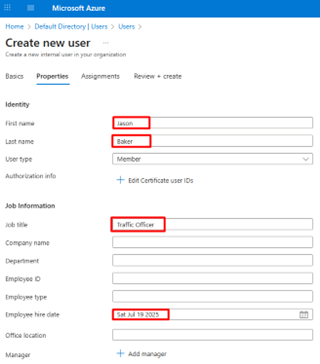 Microsoft Azure
Home > Default Directory | Users > Users >
Create new user ...
Create a new internal user in your organization
Basics Properties Assignments Review + create
Identity
First name Jason
Last name Baker
User type Member
Authorization info + Edit Certificate user IDs
Job Information
Job title Traffic Officer
Company name
Department
Employee ID
Employee type
Employee hire date Sat Jul 19 2025
Office location
Manager + Add manager